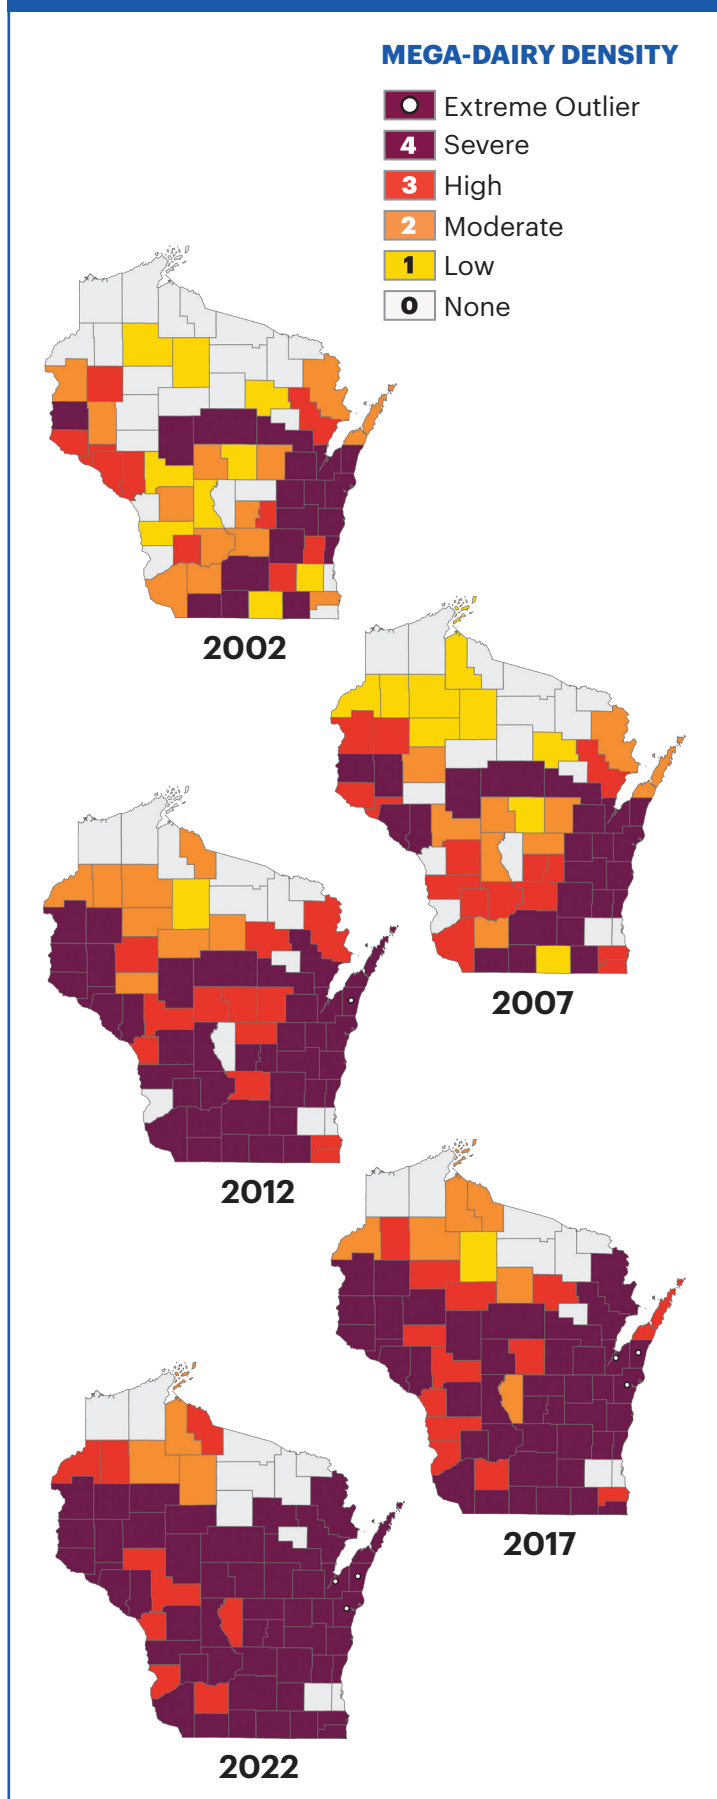 MEGA-DAIRY DENSITY
Extreme Outlier
4 Severe
3 High
2 Moderate
1 Low
0 None
2002
2007
2012
2017
2022